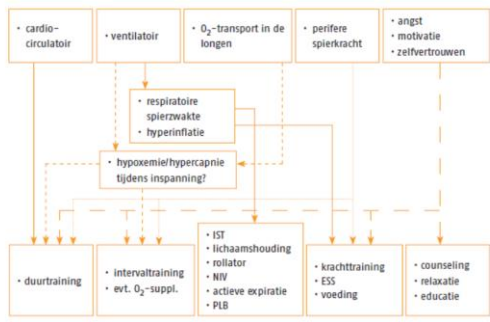 • cardio-
circulatoir
• ventilatoir
• O₂-transport in de
longen
• perifere
spierkracht
• angst
• motivatie
• zelfvertrouwen
• respiratoire
spierzwakte
• hyperinflatie
• hypoxemie/hypercapnie
tijdens inspanning?
• duurtraining
• intervaltraining
• evt. O₂-suppl.
• IST
• lichaamshouding
• rollator
• NIV
• actieve expiratie
• PLB
• krachttraining
• ESS
• voeding
• counseling
• relaxatie
• educatie